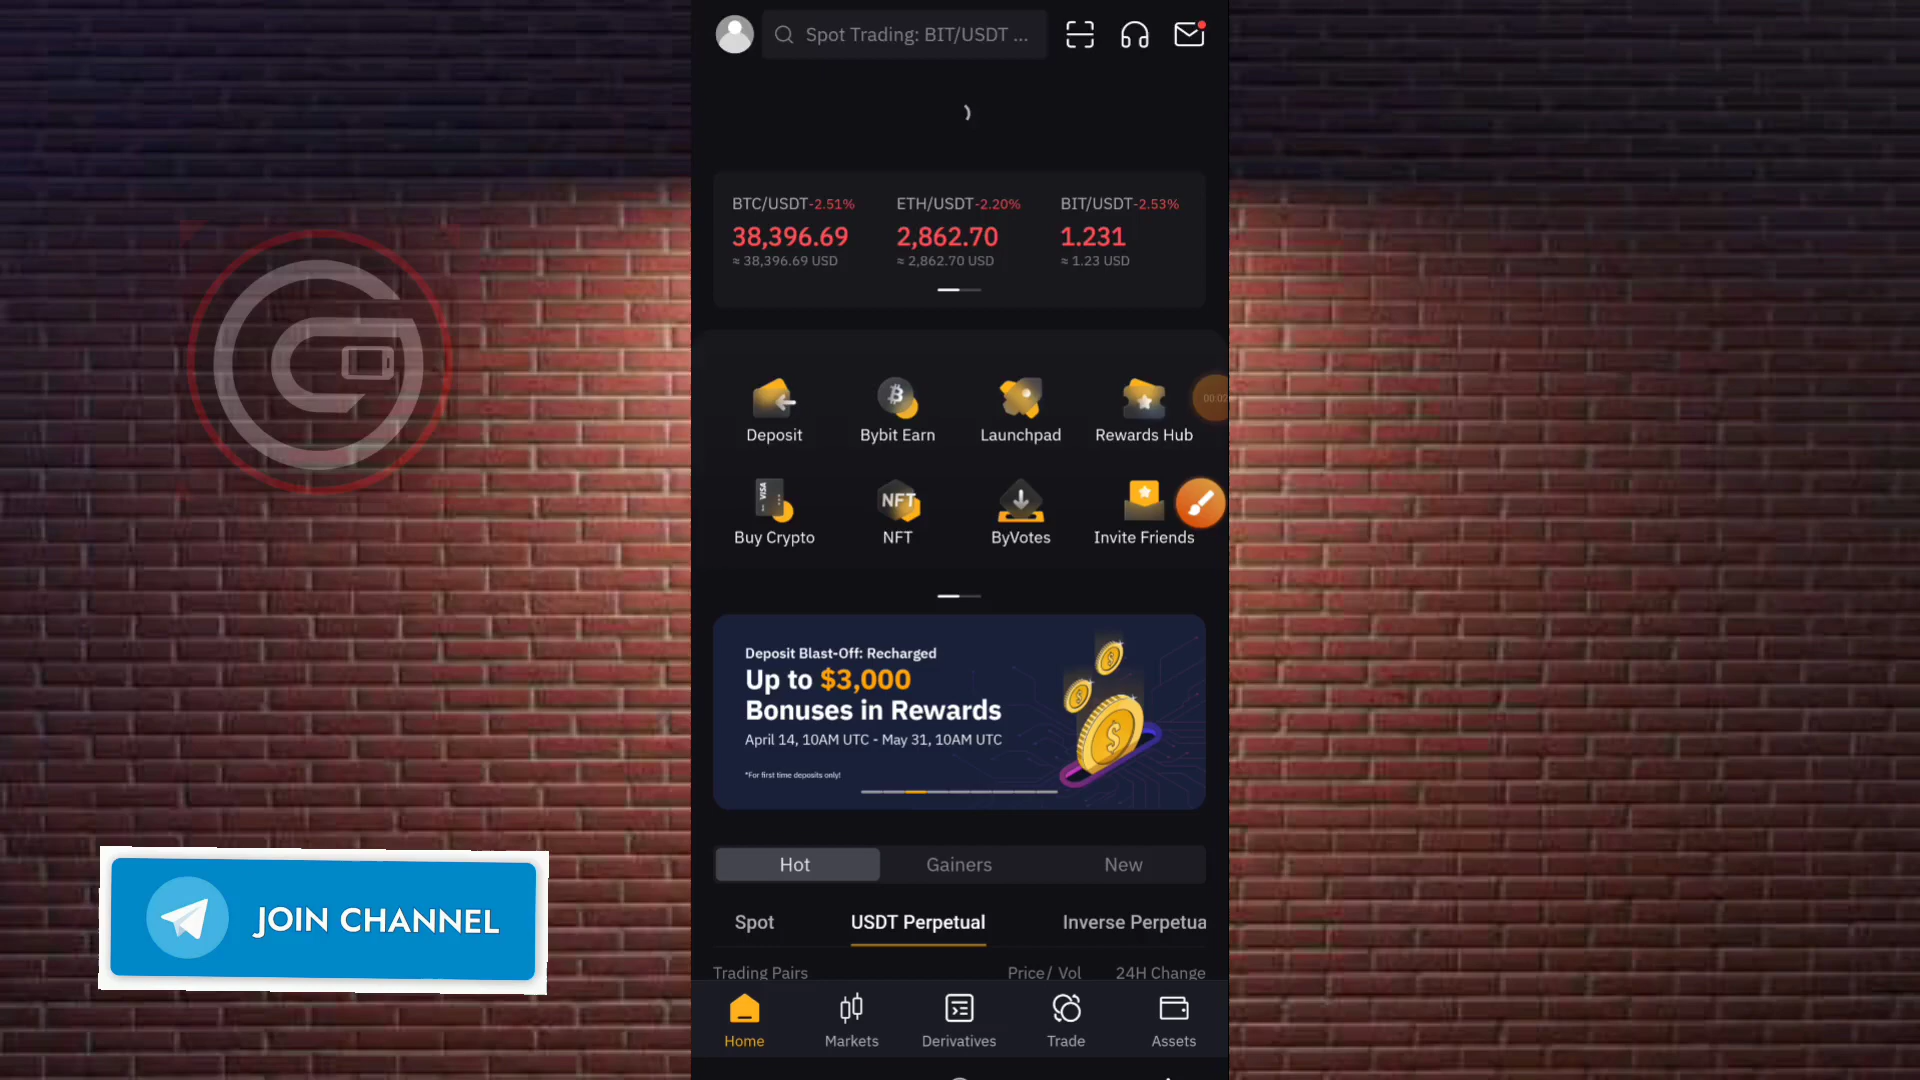 Spot Trading: BIT/USDT ...
BTC/USDT-2.51%
38,396.69
≈ 38,396.69 USD
ETH/USDT-2.20%
2,862.70
≈ 2,862.70 USD
BIT/USDT-2.53%
1.231
≈ 1.23 USD
Deposit
Bybit Earn
Launchpad
Rewards Hub
00:02
VISA
NFT
Buy Crypto
NFT
ByVotes
Invite Friends
Deposit Blast-Off: Recharged
Up to $3,000
Bonuses in Rewards
April 14, 10AM UTC - May 31, 10AM UTC
*For first time deposits only!
Hot
Gainers
New
Spot
USDT Perpetual
Inverse Perpetua
Trading Pairs
Price/ Vol
24H Change
Home
Markets
Derivatives
Trade
Assets
JOIN CHANNEL